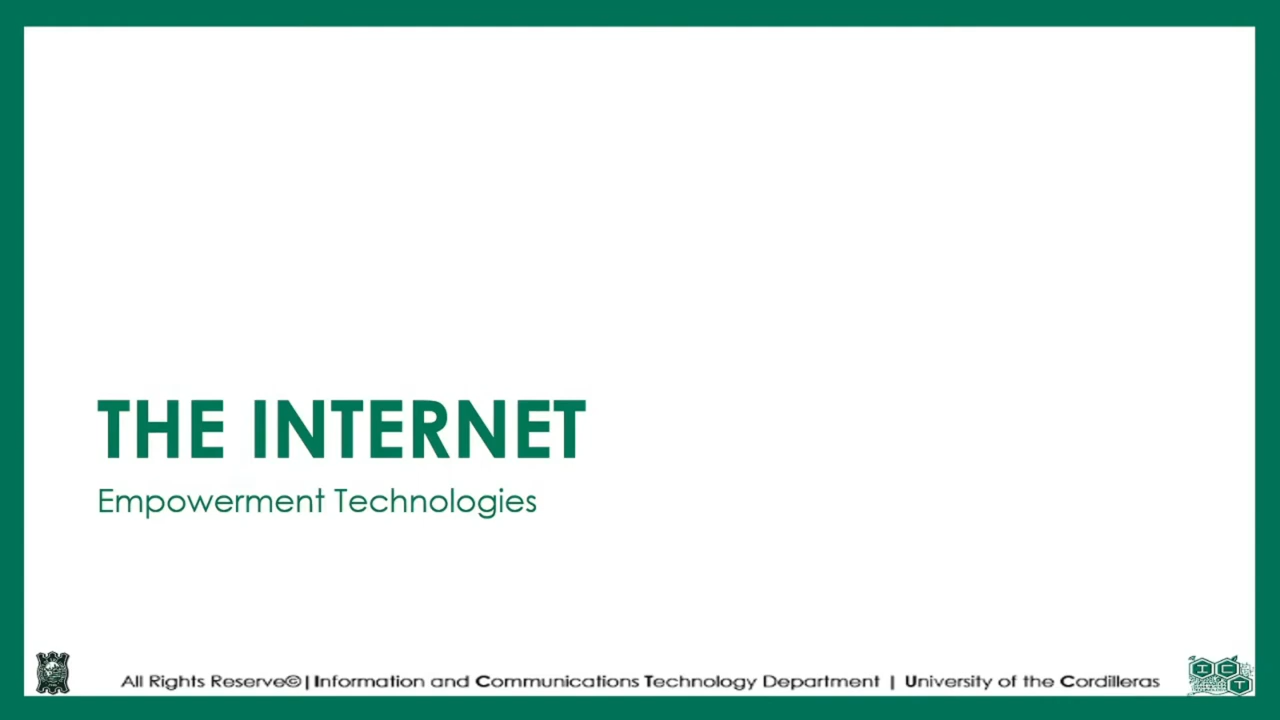 THE INTERNET
Empowerment Technologies
All Rights Reserve©|Information and Communications Technology Department | University of the Cordilleras
I C T